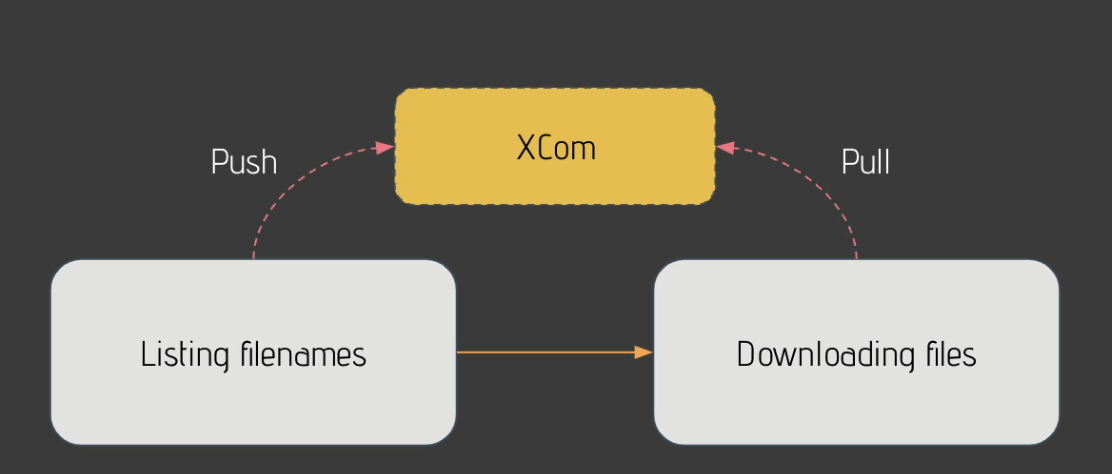 XCom
Push
Pull
Listing filenames
Downloading files